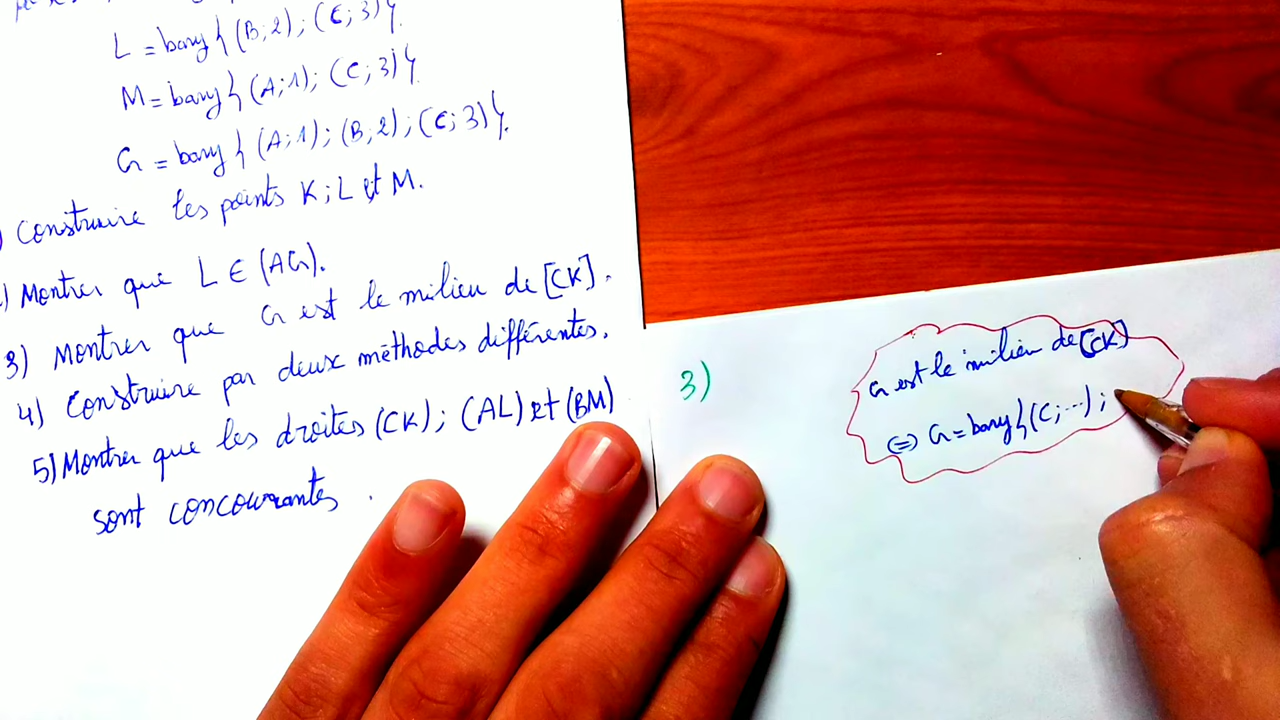 L = bary { (B;2) ; (C;3) }.
M = bary { (A;1) ; (C;3) }.
G = bary { (A;1) ; (B;2) ; (C;3) }.
) Construire les points K ; L et M.
) Montrer que L ∈ (AG).
3) Montrer que G est le milieu de [CK].
4) Construire par deux méthodes différentes.
5) Montrer que les droites (CK) ; (AL) et (BM)
sont concourantes.
3)
G est le milieu de [CK]
<=> G = bary { (C; ...) ;